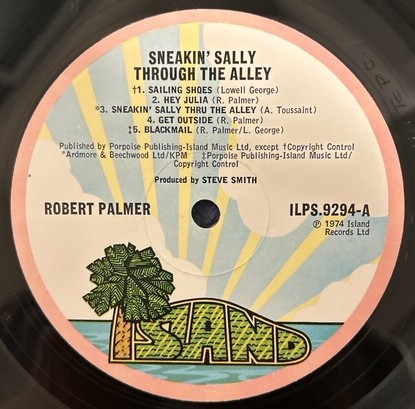 SNEAKIN' SALLY
THROUGH THE ALLEY
†1. SAILING SHOES (Lowell George)
2. HEY JULIA (R. Palmer)
*3. SNEAKIN' SALLY THRU THE ALLEY (A. Toussaint)
4. GET OUTSIDE (R. Palmer)
‡5. BLACKMAIL (R. Palmer/L. George)
Published by Porpoise Publishing-Island Music Ltd, except †Copyright Control
*Ardmore & Beechwood Ltd/KPM ‡Porpoise Publishing-Island Music Ltd/
Copyright Control
Produced by STEVE SMITH
ROBERT PALMER
ILPS.9294-A
℗ 1974 Island
Records Ltd
ISLAND